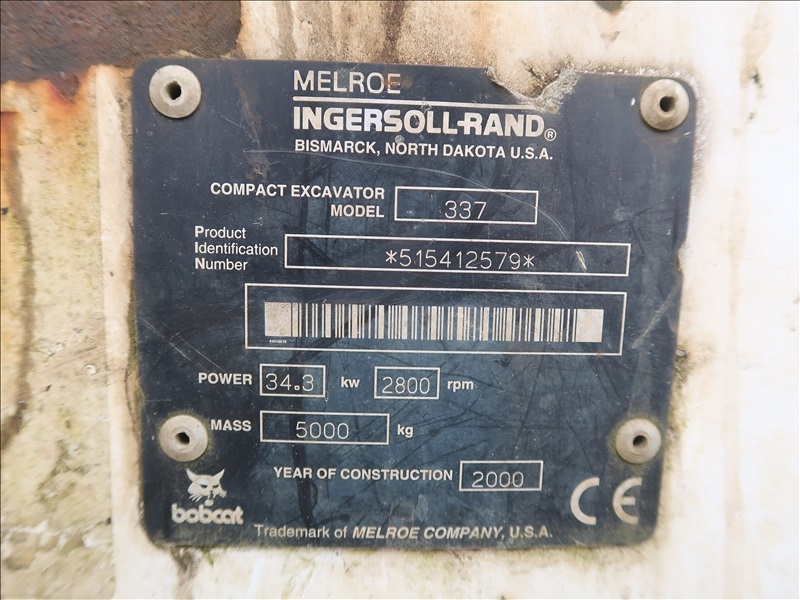 MELROE
INGERSOLL-RAND®
BISMARCK, NORTH DAKOTA U.S.A.
COMPACT EXCAVATOR
MODEL 337
Product
Identification
Number *515412579*
POWER 34.3 kw 2800 rpm
MASS 5000 kg
YEAR OF CONSTRUCTION 2000
bobcat
CE
Trademark of MELROE COMPANY, U.S.A.